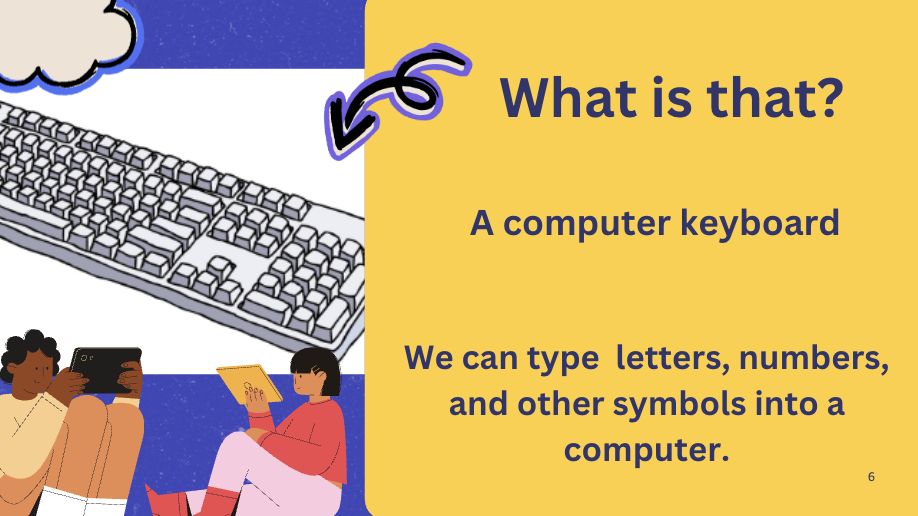 What is that?
A computer keyboard
We can type  letters, numbers,
and other symbols into a
computer.
6